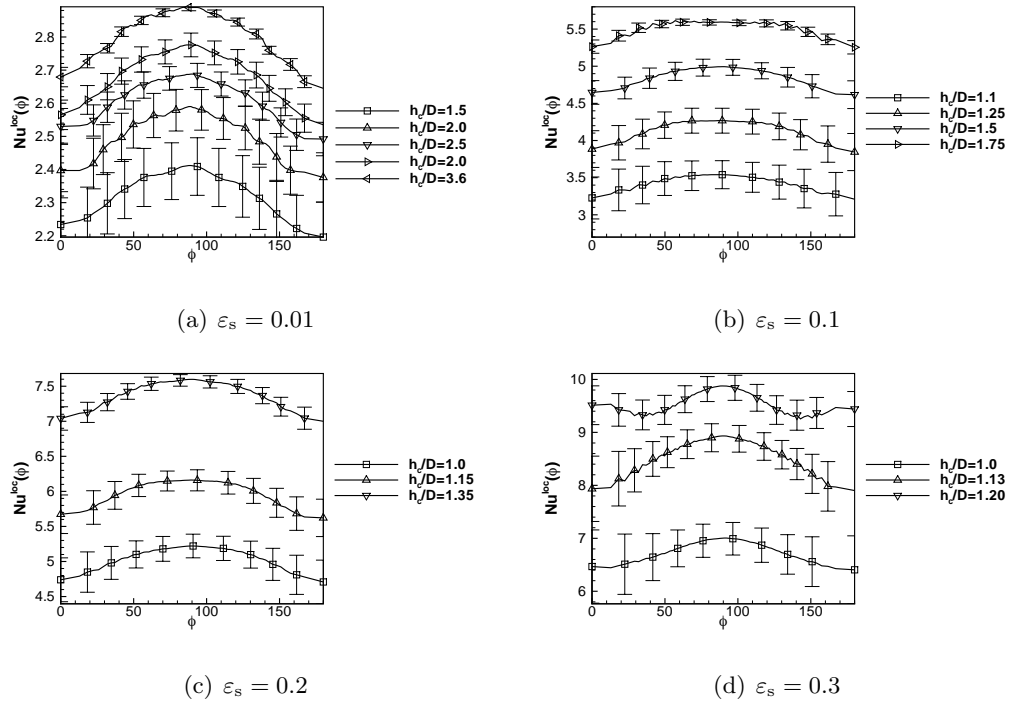 Nu^loc(φ)
2.8
2.7
2.6
2.5
2.4
2.3
2.2
0 50 100 150
φ
h_c/D=1.5
h_c/D=2.0
h_c/D=2.5
h_c/D=2.0
h_c/D=3.6
(a) ε_s = 0.01
Nu^loc(φ)
5.5
5
4.5
4
3.5
3
0 50 100 150
φ
h_c/D=1.1
h_c/D=1.25
h_c/D=1.5
h_c/D=1.75
(b) ε_s = 0.1
Nu^loc(φ)
7.5
7
6.5
6
5.5
5
4.5
0 50 100 150
φ
h_c/D=1.0
h_c/D=1.15
h_c/D=1.35
(c) ε_s = 0.2
Nu^loc(φ)
10
9
8
7
6
0 50 100 150
φ
h_c/D=1.0
h_c/D=1.13
h_c/D=1.20
(d) ε_s = 0.3